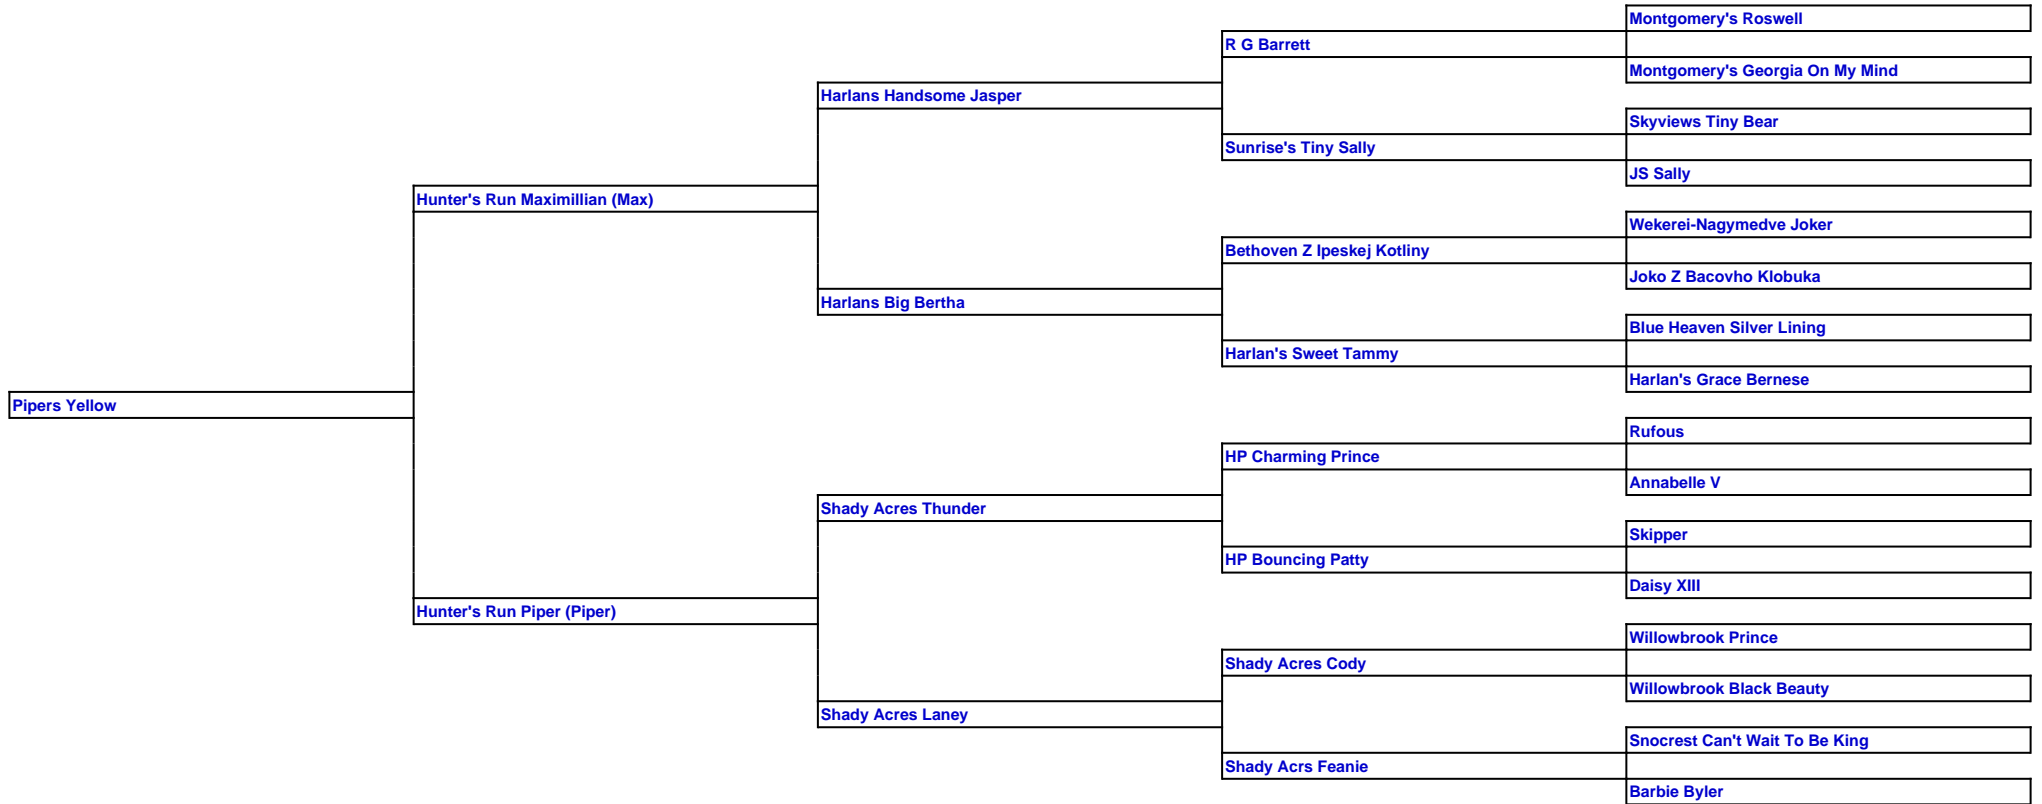 Montgomery's Roswell
R G Barrett
Montgomery's Georgia On My Mind
Harlans Handsome Jasper
Skyviews Tiny Bear
Sunrise's Tiny Sally
JS Sally
Hunter's Run Maximillian (Max)
Wekerei-Nagymedve Joker
Bethoven Z Ipeskej Kotliny
Joko Z Bacovho Klobuka
Harlans Big Bertha
Blue Heaven Silver Lining
Harlan's Sweet Tammy
Harlan's Grace Bernese
Pipers Yellow
Rufous
HP Charming Prince
Annabelle V
Shady Acres Thunder
Skipper
HP Bouncing Patty
Daisy XIII
Hunter's Run Piper (Piper)
Willowbrook Prince
Shady Acres Cody
Willowbrook Black Beauty
Shady Acres Laney
Snocrest Can't Wait To Be King
Shady Acrs Feanie
Barbie Byler